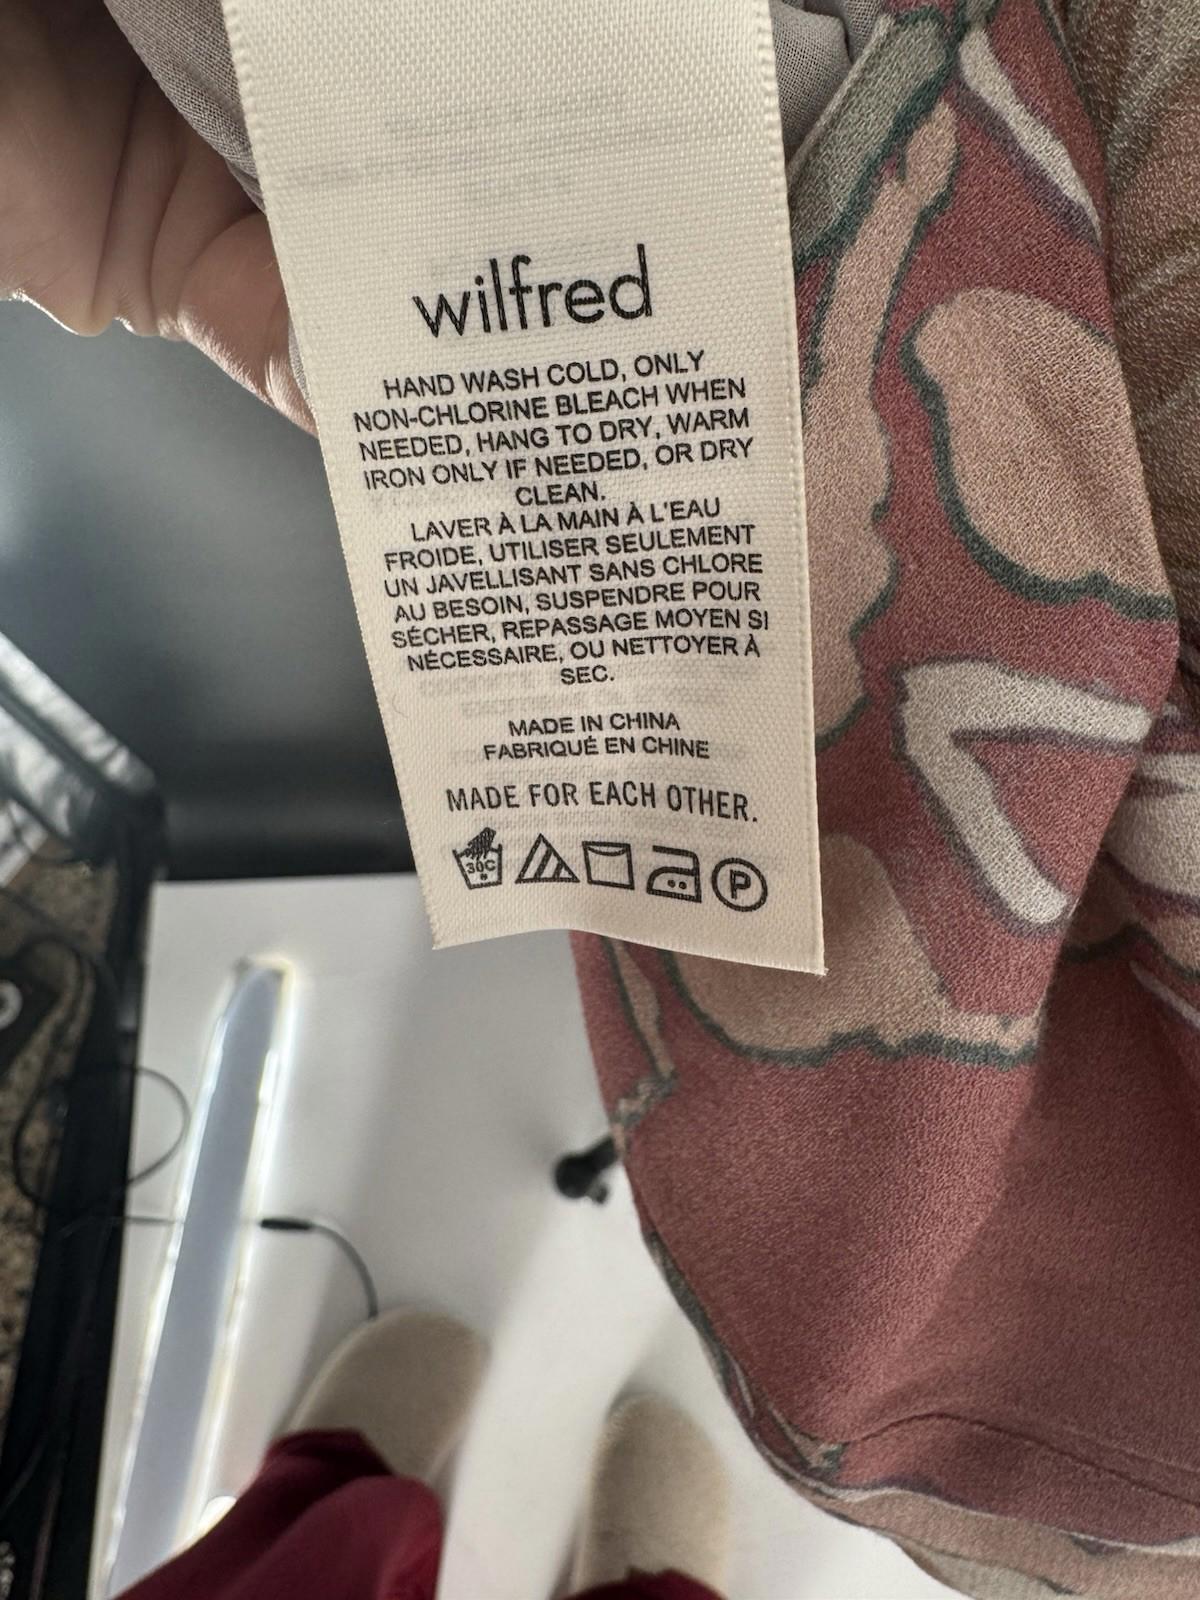 wilfred
HAND WASH COLD, ONLY
NON-CHLORINE BLEACH WHEN
NEEDED, HANG TO DRY, WARM
IRON ONLY IF NEEDED, OR DRY
CLEAN.
LAVER À LA MAIN À L'EAU
FROIDE, UTILISER SEULEMENT
UN JAVELLISANT SANS CHLORE
AU BESOIN, SUSPENDRE POUR
SÉCHER, REPASSAGE MOYEN SI
NÉCESSAIRE, OU NETTOYER À
SEC.
MADE IN CHINA
FABRIQUÉ EN CHINE
MADE FOR EACH OTHER.
30C P